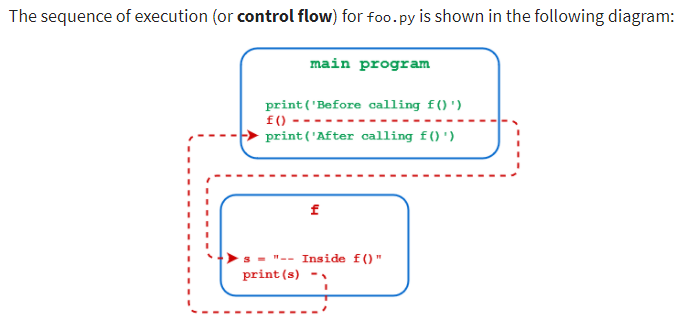 The sequence of execution (or control flow) for foo.py is shown in the following diagram:
main program
print('Before calling f()')
f()
print('After calling f()')
f
s = "-- Inside f()"
print(s)